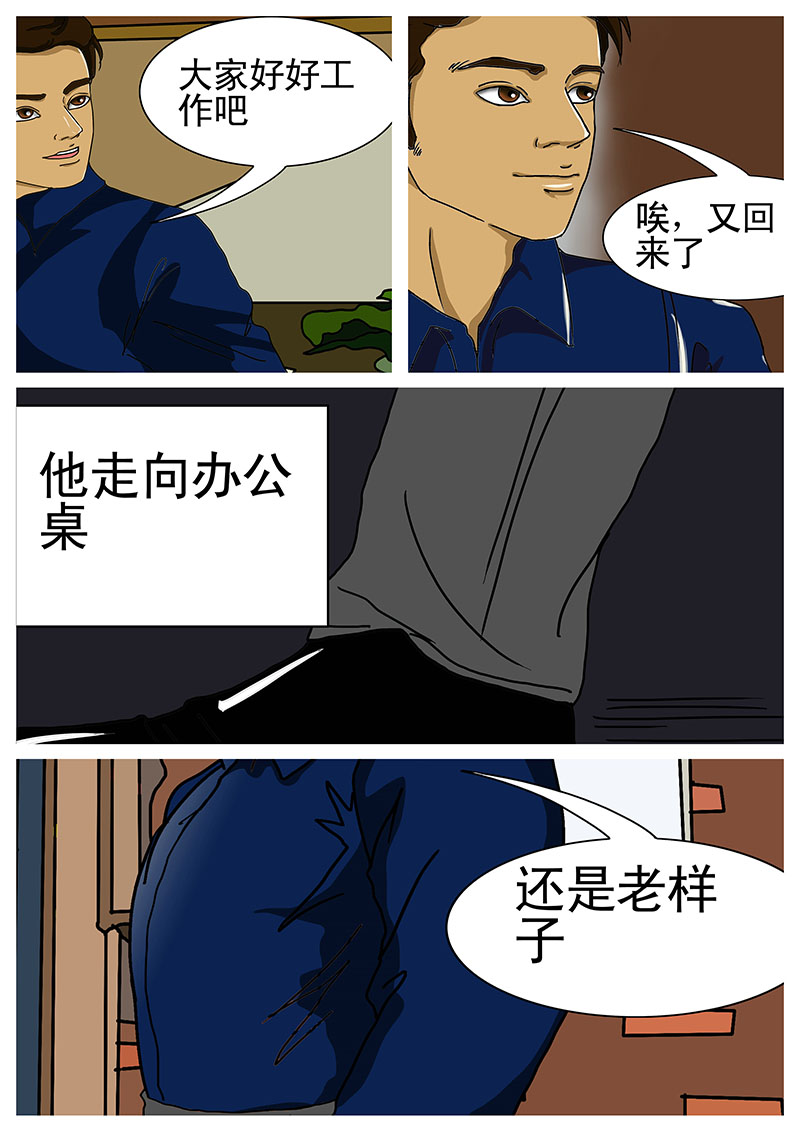 大家好好工
作吧
唉，又回
来了
他走向办公
桌
还是老样
子